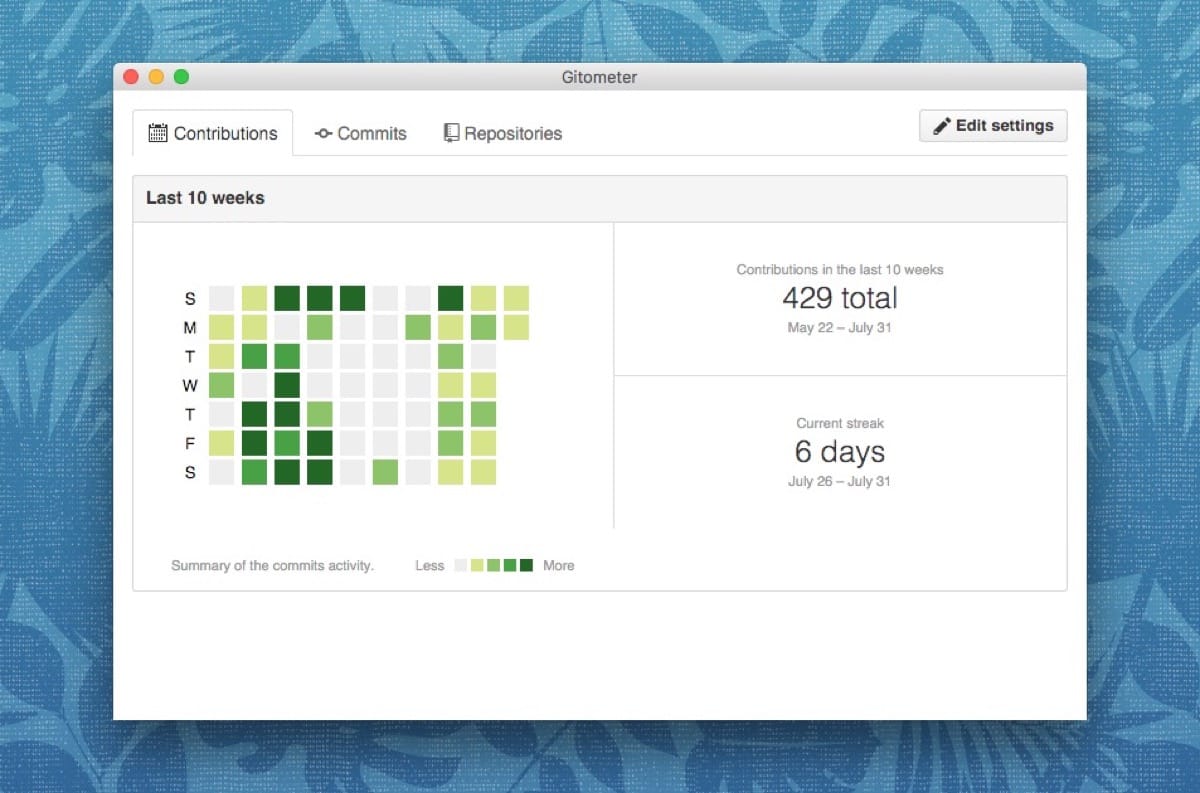 Gitometer
Contributions
Commits
Repositories
Edit settings
Last 10 weeks
S
M
T
W
T
F
S
Summary of the commits activity.
Less
More
Contributions in the last 10 weeks
429 total
May 22 – July 31
Current streak
6 days
July 26 – July 31